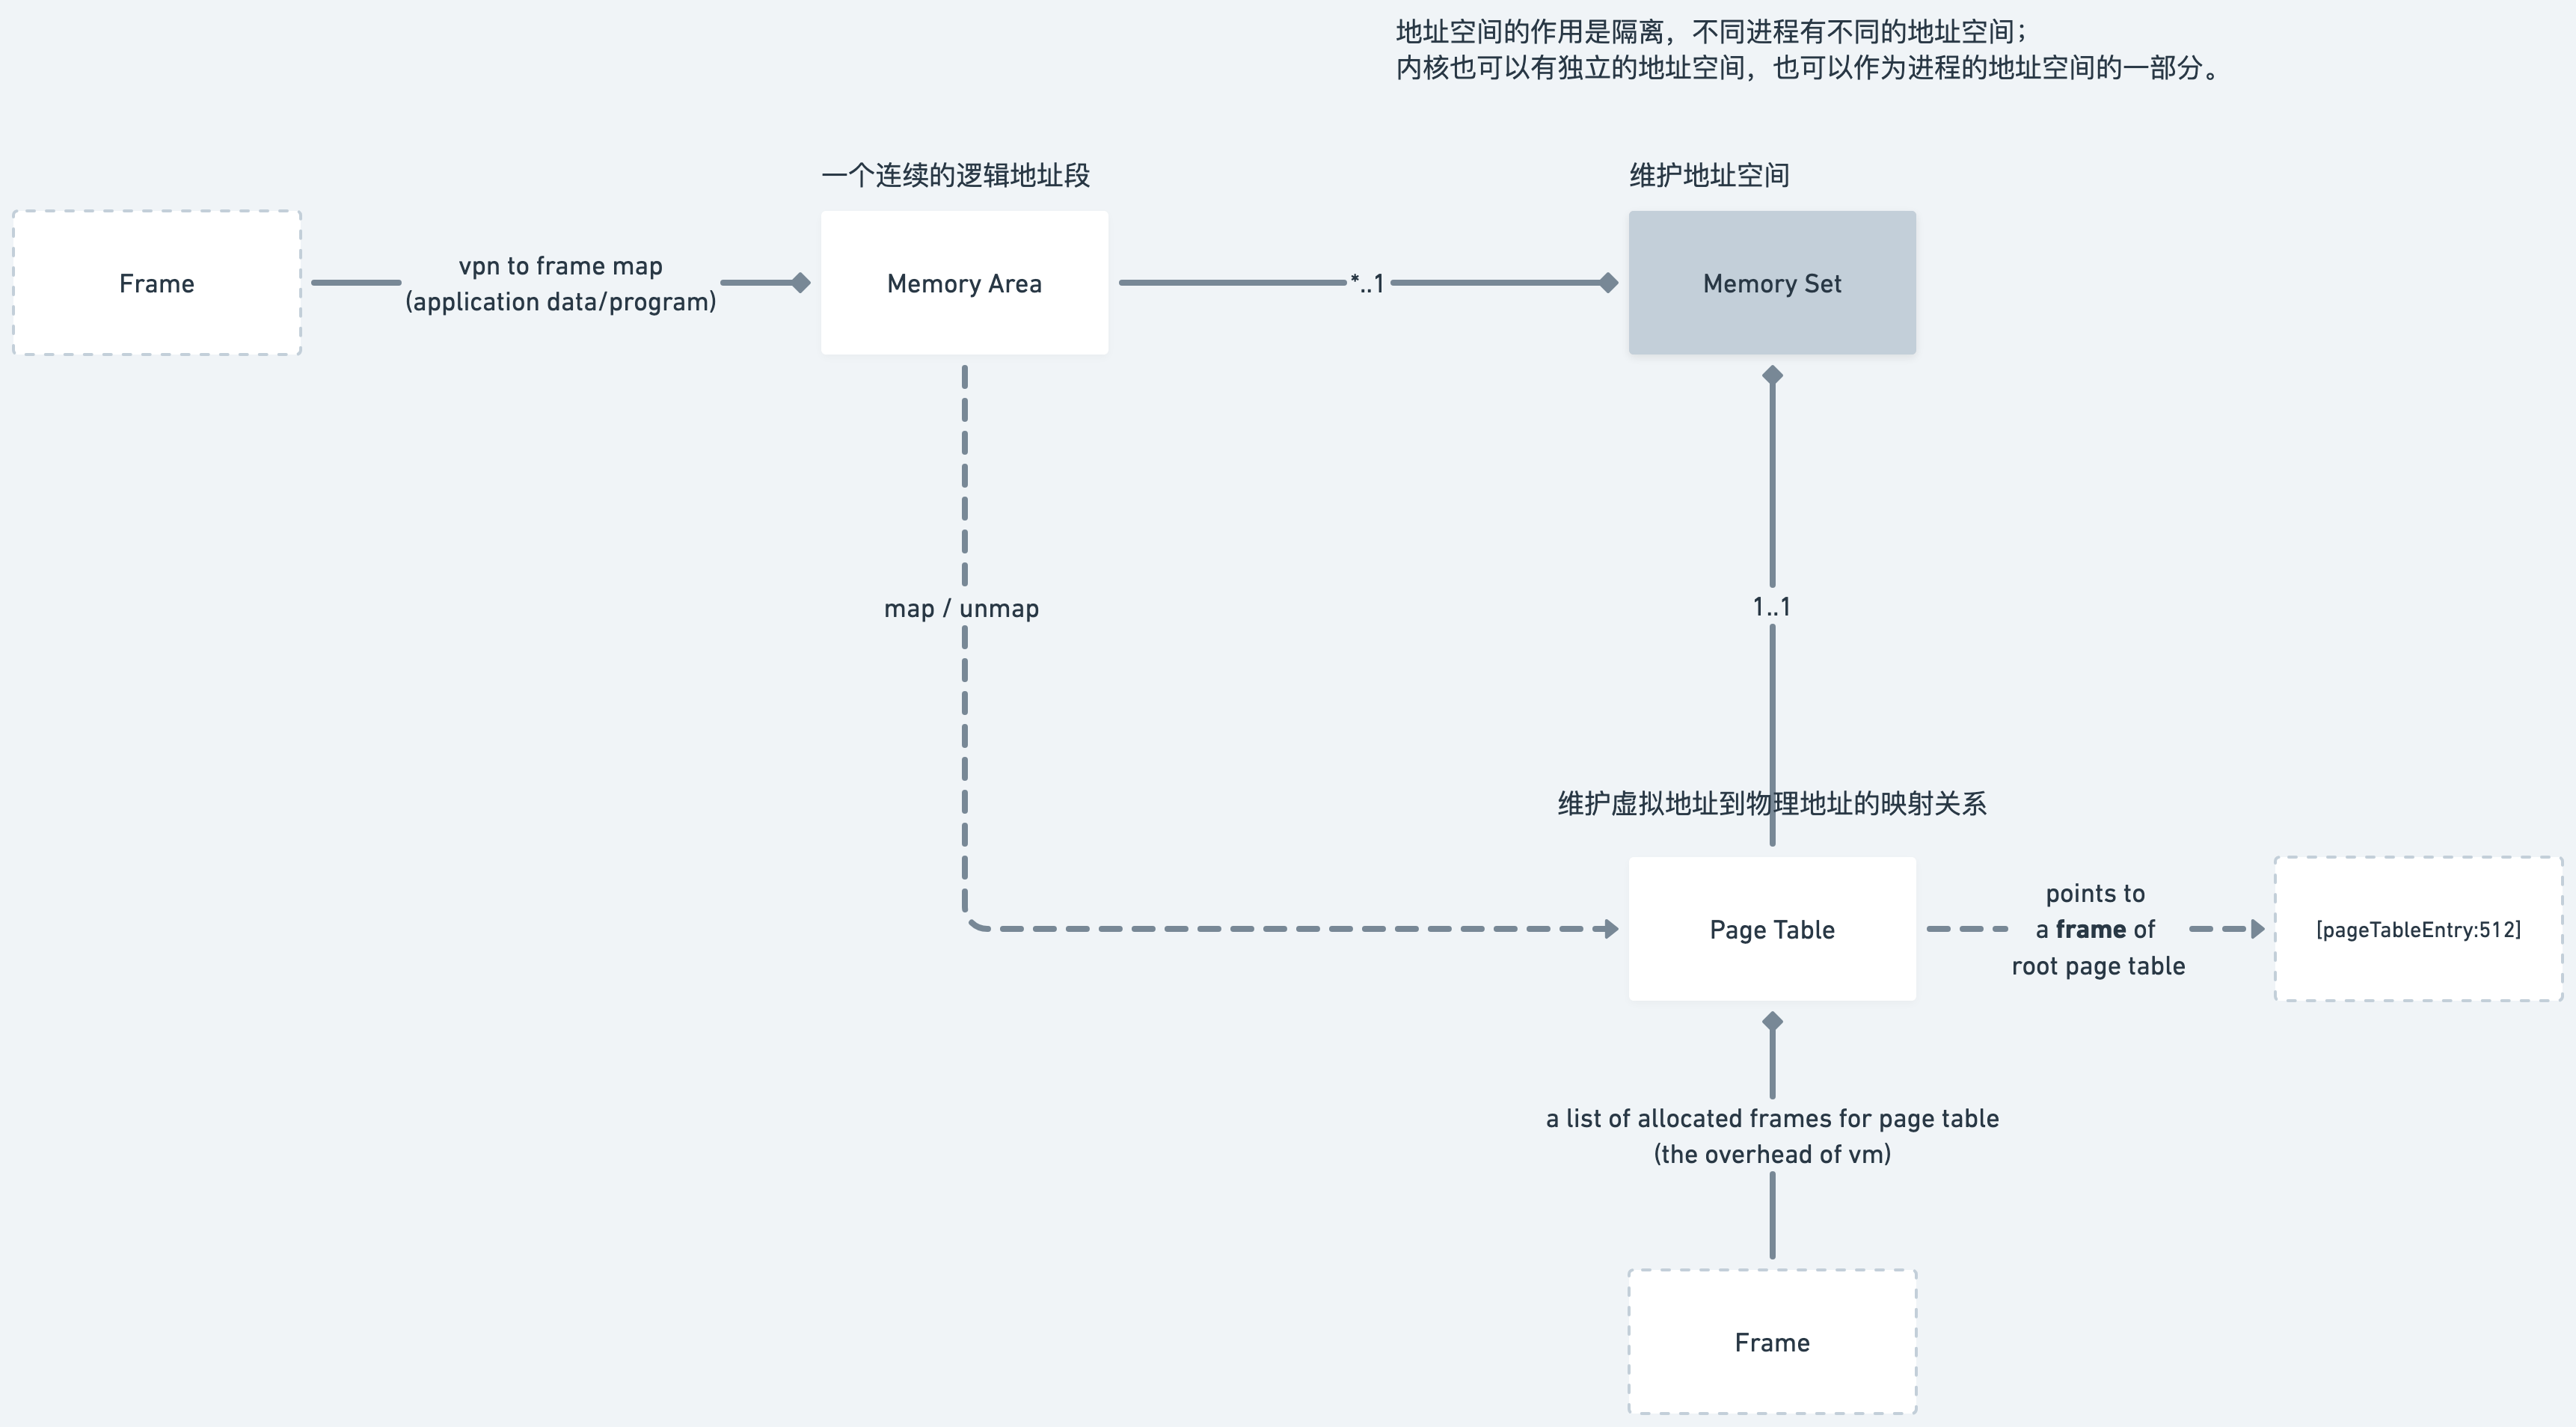 地址空间的作用是隔离，不同进程有不同的地址空间；
内核也可以有独立的地址空间，也可以作为进程的地址空间的一部分。
一个连续的逻辑地址段
维护地址空间
Frame
vpn to frame map
(application data/program)
Memory Area
*..1
Memory Set
map / unmap
1..1
维护虚拟地址到物理地址的映射关系
Page Table
points to
a frame of
root page table
[pageTableEntry:512]
a list of allocated frames for page table
(the overhead of vm)
Frame